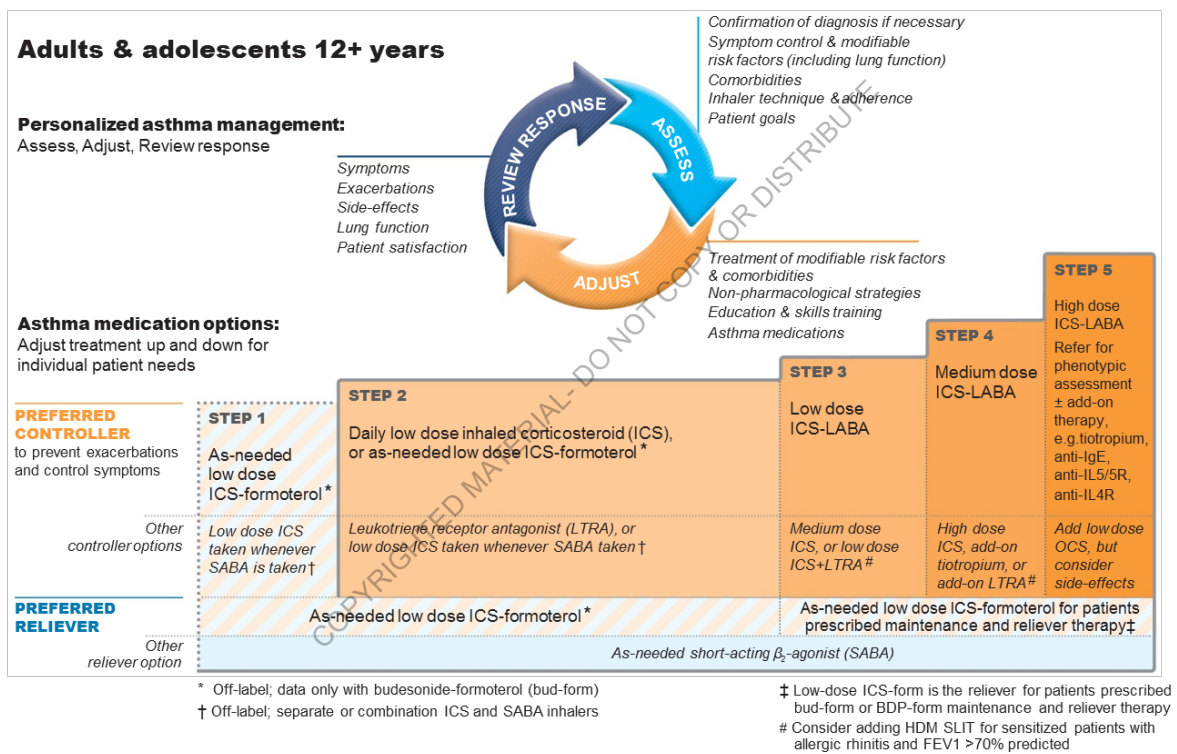 Adults & adolescents 12+ years
Personalized asthma management:
Assess, Adjust, Review response
Confirmation of diagnosis if necessary
Symptom control & modifiable
risk factors (including lung function)
Comorbidities
Inhaler technique & adherence
Patient goals
REVIEW RESPONSE
ASSESS
ADJUST
Symptoms
Exacerbations
Side-effects
Lung function
Patient satisfaction
Treatment of modifiable risk factors
& comorbidities
Non-pharmacological strategies
Education & skills training
Asthma medications
Asthma medication options:
Adjust treatment up and down for
individual patient needs
PREFERRED
CONTROLLER
to prevent exacerbations
and control symptoms
STEP 1
As-needed
low dose
ICS-formoterol *
STEP 2
Daily low dose inhaled corticosteroid (ICS),
or as-needed low dose ICS-formoterol *
STEP 3
Low dose
ICS-LABA
STEP 4
Medium dose
ICS-LABA
STEP 5
High dose
ICS-LABA
Refer for
phenotypic
assessment
± add-on
therapy,
e.g.tiotropium,
anti-IgE,
anti-IL5/5R,
anti-IL4R
Other
controller options
Low dose ICS
taken whenever
SABA is taken †
Leukotriene receptor antagonist (LTRA), or
low dose ICS taken whenever SABA taken †
Medium dose
ICS, or low dose
ICS+LTRA #
High dose
ICS, add-on
tiotropium, or
add-on LTRA #
Add low dose
OCS, but
consider
side-effects
PREFERRED
RELIEVER
As-needed low dose ICS-formoterol *
As-needed low dose ICS-formoterol for patients
prescribed maintenance and reliever therapy‡
Other
reliever option
As-needed short-acting β2-agonist (SABA)
* Off-label; data only with budesonide-formoterol (bud-form)
† Off-label; separate or combination ICS and SABA inhalers
‡ Low-dose ICS-form is the reliever for patients prescribed
bud-form or BDP-form maintenance and reliever therapy
# Consider adding HDM SLIT for sensitized patients with
allergic rhinitis and FEV1 >70% predicted
COPYRIGHTED MATERIAL- DO NOT COPY OR DISTRIBUTE